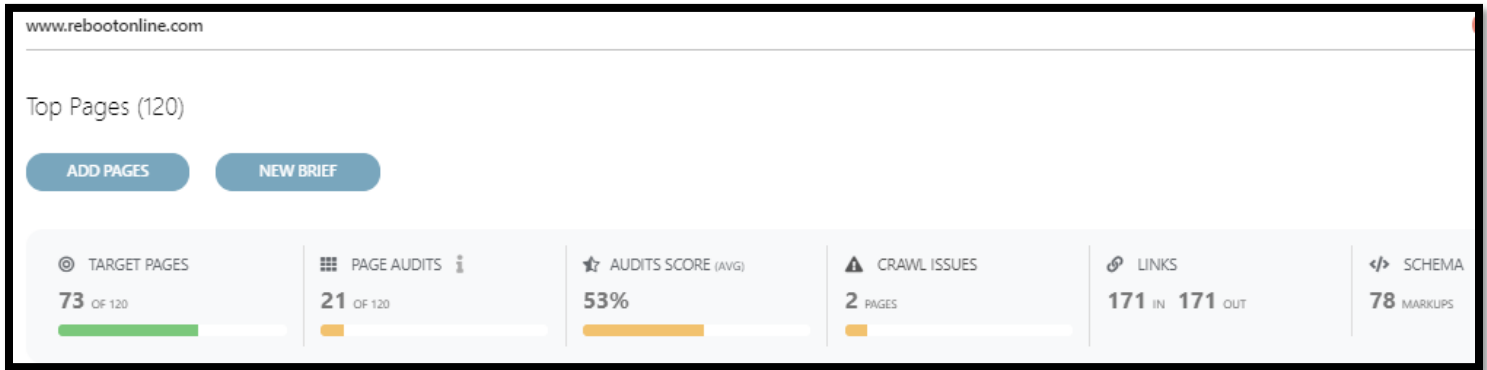 www.rebootonline.com
Top Pages (120)
ADD PAGES NEW BRIEF
TARGET PAGES PAGE AUDITS i AUDITS SCORE (AVG) CRAWL ISSUES LINKS </> SCHEMA
73 OF 120 21 OF 120 53% 2 PAGES 171 IN 171 OUT 78 MARKUPS